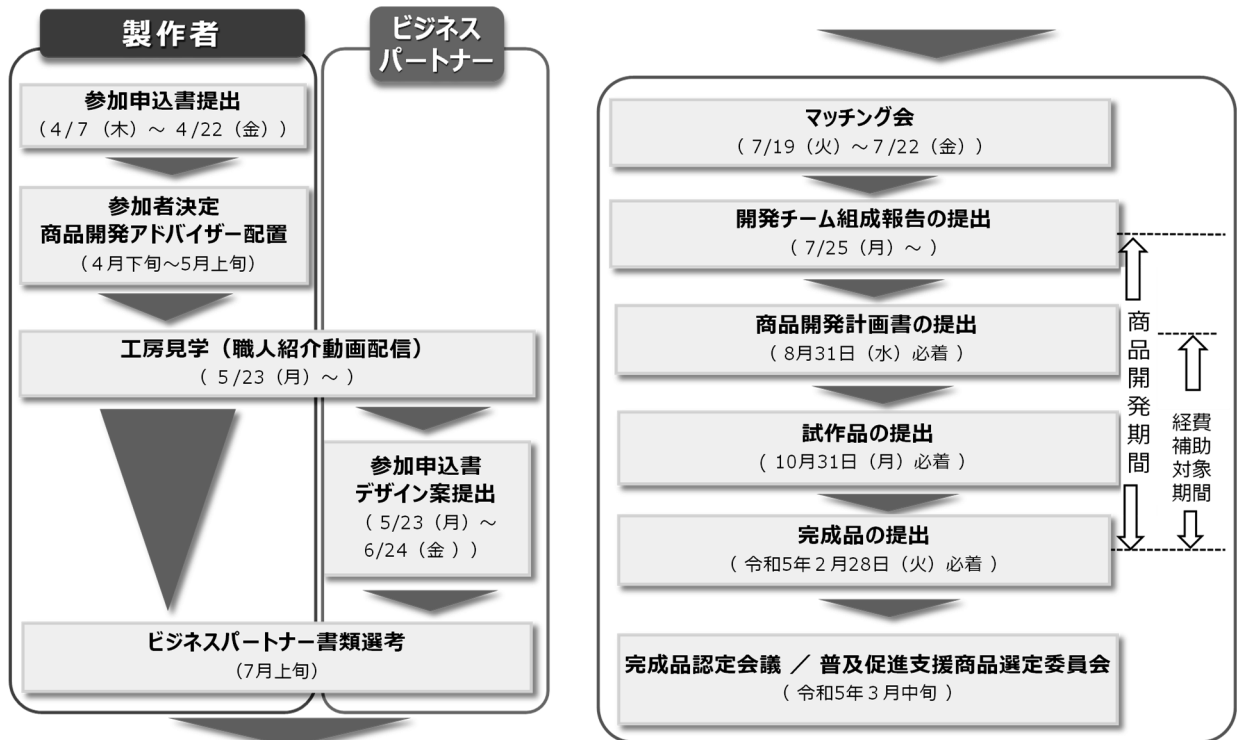 製作者
ビジネス
パートナー
参加申込書提出
（4/7（木）～ 4/22（金））
参加者決定
商品開発アドバイザー配置
（4月下旬～5月上旬）
工房見学（職人紹介動画配信）
（ 5/23（月）～ ）
参加申込書
デザイン案提出
（ 5/23（月）～
6/24（金 ））
ビジネスパートナー書類選考
（7月上旬）
マッチング会
（ 7/19（火）～7/22（金））
開発チーム組成報告の提出
（ 7/25（月）～ ）
商品開発計画書の提出
（ 8月31日（水）必着 ）
試作品の提出
（ 10月31日（月）必着 ）
完成品の提出
（ 令和5年2月28日（火）必着 ）
完成品認定会議 ／ 普及促進支援商品選定委員会
（ 令和5年3月中旬 ）
商品開発期間
経費
補助
対象
期間